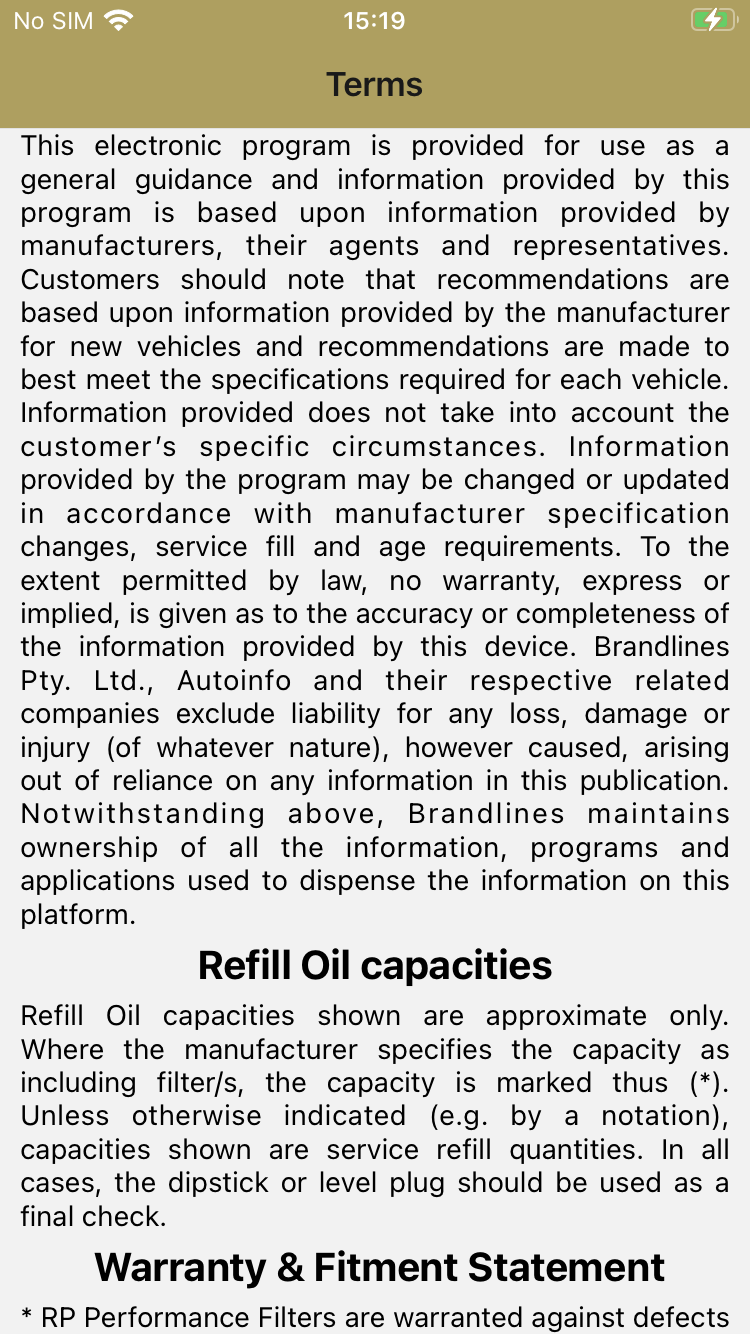 No SIM 15:19
Terms
This electronic program is provided for use as a
general guidance and information provided by this
program is based upon information provided by
manufacturers, their agents and representatives.
Customers should note that recommendations are
based upon information provided by the manufacturer
for new vehicles and recommendations are made to
best meet the specifications required for each vehicle.
Information provided does not take into account the
customer’s specific circumstances. Information
provided by the program may be changed or updated
in accordance with manufacturer specification
changes, service fill and age requirements. To the
extent permitted by law, no warranty, express or
implied, is given as to the accuracy or completeness of
the information provided by this device. Brandlines
Pty. Ltd., Autoinfo and their respective related
companies exclude liability for any loss, damage or
injury (of whatever nature), however caused, arising
out of reliance on any information in this publication.
Notwithstanding above, Brandlines maintains
ownership of all the information, programs and
applications used to dispense the information on this
platform.
Refill Oil capacities
Refill Oil capacities shown are approximate only.
Where the manufacturer specifies the capacity as
including filter/s, the capacity is marked thus (*).
Unless otherwise indicated (e.g. by a notation),
capacities shown are service refill quantities. In all
cases, the dipstick or level plug should be used as a
final check.
Warranty & Fitment Statement
* RP Performance Filters are warranted against defects